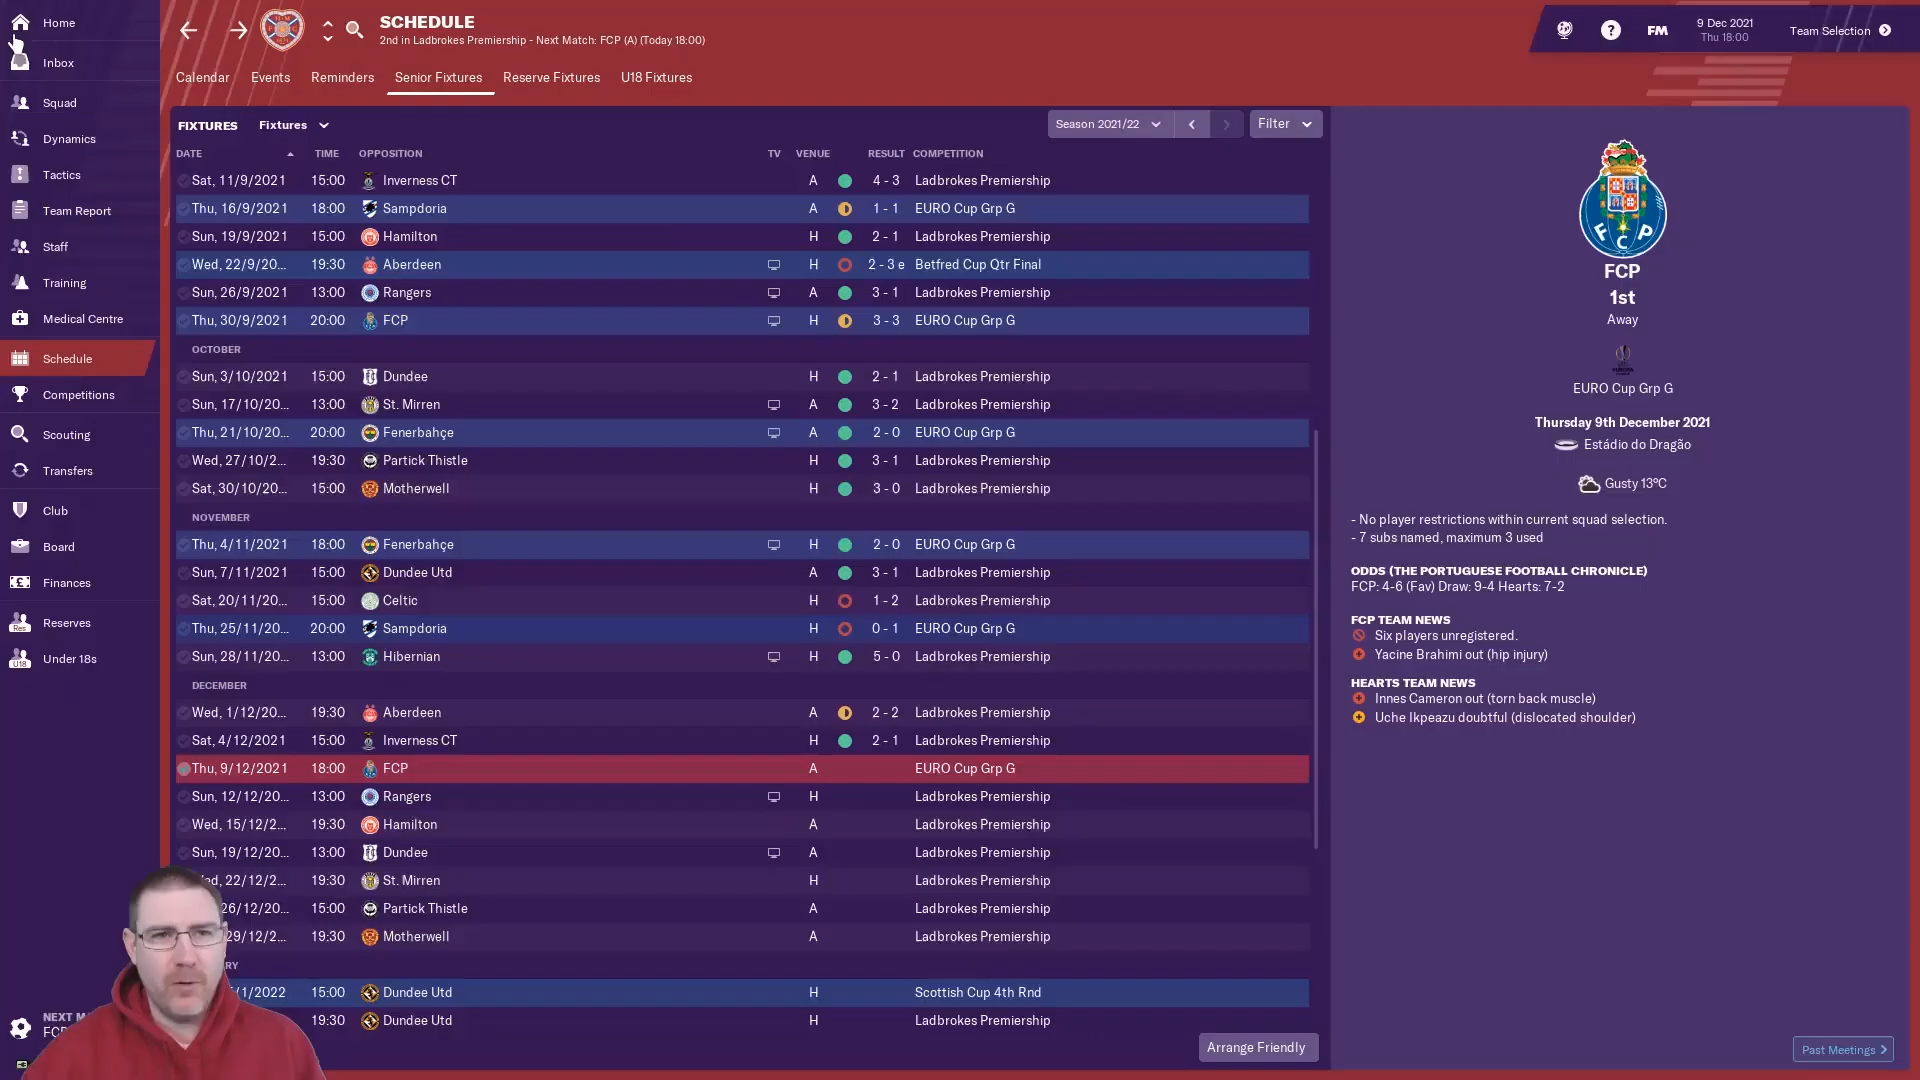 Home
Inbox
Squad
Dynamics
Tactics
Team Report
Staff
Training
Medical Centre
Schedule
Competitions
Scouting
Transfers
Club
Board
Finances
Reserves
Under 18s
SCHEDULE
2nd in Ladbrokes Premiership - Next Match: FCP (A) (Today 18:00)
FM
9 Dec 2021
Thu 18:00
Team Selection
Calendar Events Reminders Senior Fixtures Reserve Fixtures U18 Fixtures
FIXTURES Fixtures Season 2021/22 Filter
DATE TIME OPPOSITION TV VENUE RESULT COMPETITION
Sat, 11/9/2021 15:00 Inverness CT A 4 - 3 Ladbrokes Premiership
Thu, 16/9/2021 18:00 Sampdoria A 1 - 1 EURO Cup Grp G
Sun, 19/9/2021 15:00 Hamilton H 2 - 1 Ladbrokes Premiership
Wed, 22/9/20... 19:30 Aberdeen H 2 - 3 e Betfred Cup Qtr Final
Sun, 26/9/2021 13:00 Rangers A 3 - 1 Ladbrokes Premiership
Thu, 30/9/2021 20:00 FCP H 3 - 3 EURO Cup Grp G
OCTOBER
Sun, 3/10/2021 15:00 Dundee H 2 - 1 Ladbrokes Premiership
Sun, 17/10/20... 13:00 St. Mirren A 3 - 2 Ladbrokes Premiership
Thu, 21/10/20... 20:00 Fenerbahçe A 2 - 0 EURO Cup Grp G
Wed, 27/10/2... 19:30 Partick Thistle H 3 - 1 Ladbrokes Premiership
Sat, 30/10/20... 15:00 Motherwell H 3 - 0 Ladbrokes Premiership
NOVEMBER
Thu, 4/11/2021 18:00 Fenerbahçe H 2 - 0 EURO Cup Grp G
Sun, 7/11/2021 15:00 Dundee Utd A 3 - 1 Ladbrokes Premiership
Sat, 20/11/20... 15:00 Celtic H 1 - 2 Ladbrokes Premiership
Thu, 25/11/20... 20:00 Sampdoria H 0 - 1 EURO Cup Grp G
Sun, 28/11/20... 13:00 Hibernian H 5 - 0 Ladbrokes Premiership
DECEMBER
Wed, 1/12/20... 19:30 Aberdeen A 2 - 2 Ladbrokes Premiership
Sat, 4/12/2021 15:00 Inverness CT H 2 - 1 Ladbrokes Premiership
Thu, 9/12/2021 18:00 FCP A EURO Cup Grp G
Sun, 12/12/20... 13:00 Rangers H Ladbrokes Premiership
Wed, 15/12/2... 19:30 Hamilton A Ladbrokes Premiership
Sun, 19/12/20... 13:00 Dundee A Ladbrokes Premiership
ed, 22/12/2... 19:30 St. Mirren H Ladbrokes Premiership
26/12/20... 15:00 Partick Thistle A Ladbrokes Premiership
29/12/2... 19:30 Motherwell A Ladbrokes Premiership
RY
/1/2022 15:00 Dundee Utd H Scottish Cup 4th Rnd
19:30 Dundee Utd H Ladbrokes Premiership
Arrange Friendly
FCP
FCP
1st
Away
EURO Cup Grp G
Thursday 9th December 2021
Estádio do Dragão
Gusty 13°C
- No player restrictions within current squad selection.
- 7 subs named, maximum 3 used
ODDS (THE PORTUGUESE FOOTBALL CHRONICLE)
FCP: 4-6 (Fav) Draw: 9-4 Hearts: 7-2
FCP TEAM NEWS
Six players unregistered.
Yacine Brahimi out (hip injury)
HEARTS TEAM NEWS
Innes Cameron out (torn back muscle)
Uche Ikpeazu doubtful (dislocated shoulder)
Past Meetings
NEXT M
FC